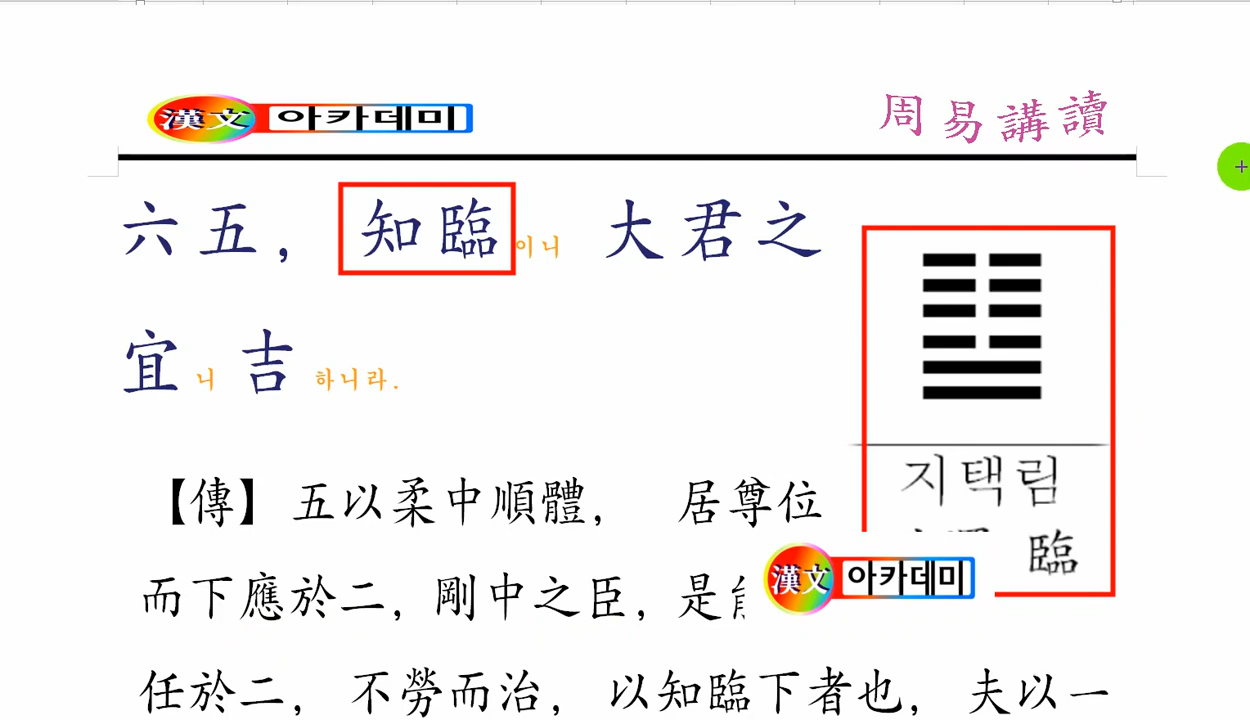 漢文 아카데미
周易講讀
六五, 知臨이니 大君之
宜니 吉하니라.
【傳】 五以柔中順體, 居尊位
而下應於二, 剛中之臣, 是
任於二, 不勞而治, 以知臨下者也, 夫以一
지택림
臨
漢文 아카데미